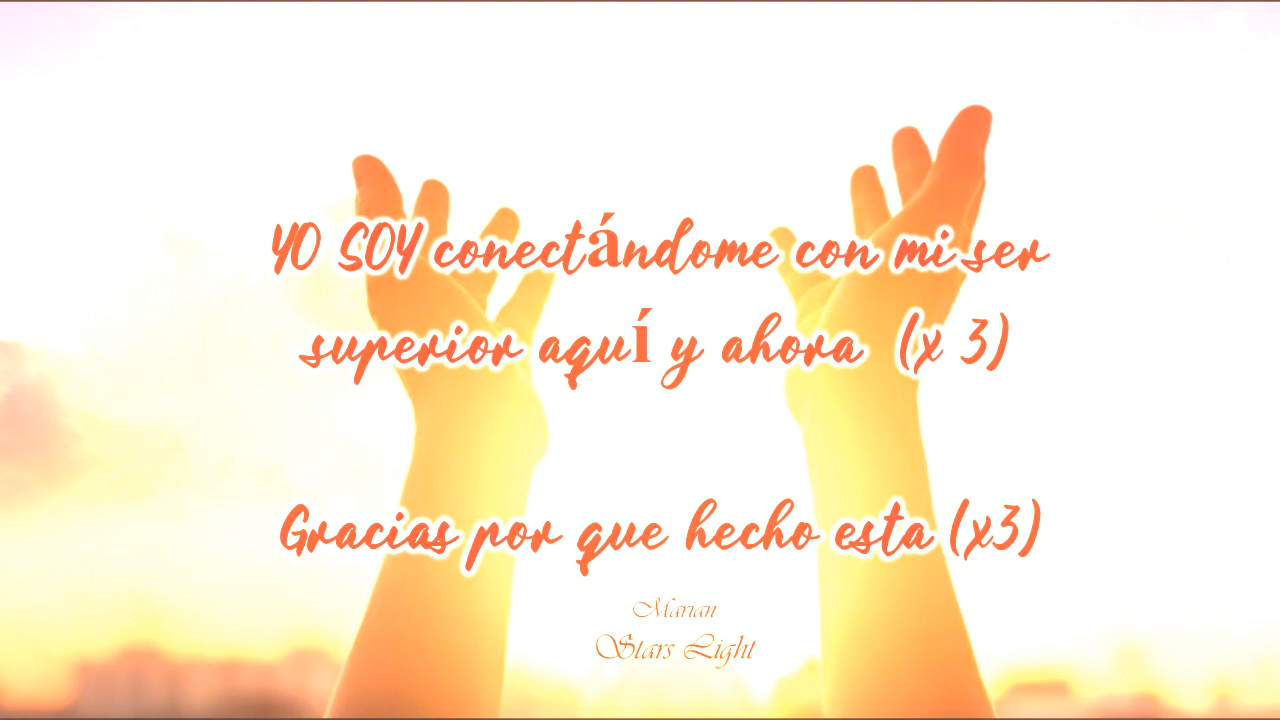 YO SOY conectándome con mi ser
superior aquí y ahora (x 3)
Gracias por que hecho esta (x3)
Marian
Stars Light